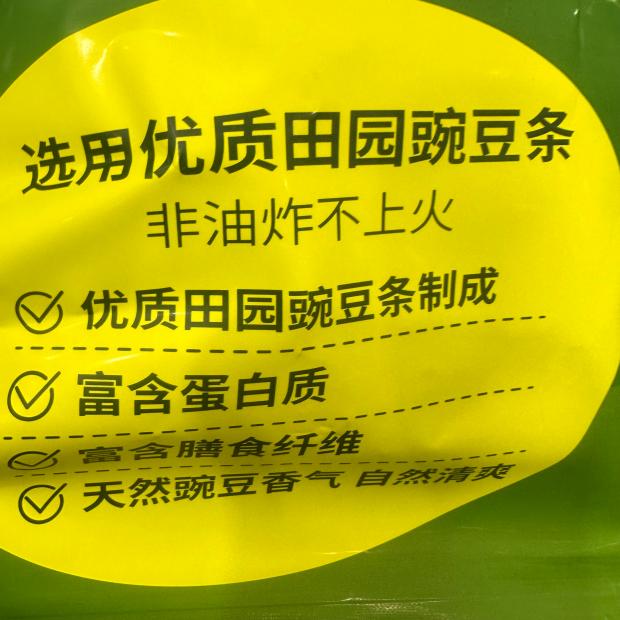 选用优质田园豌豆条
非油炸不上火
优质田园豌豆条制成
富含蛋白质
富含膳食纤维
天然豌豆香气 自然清爽